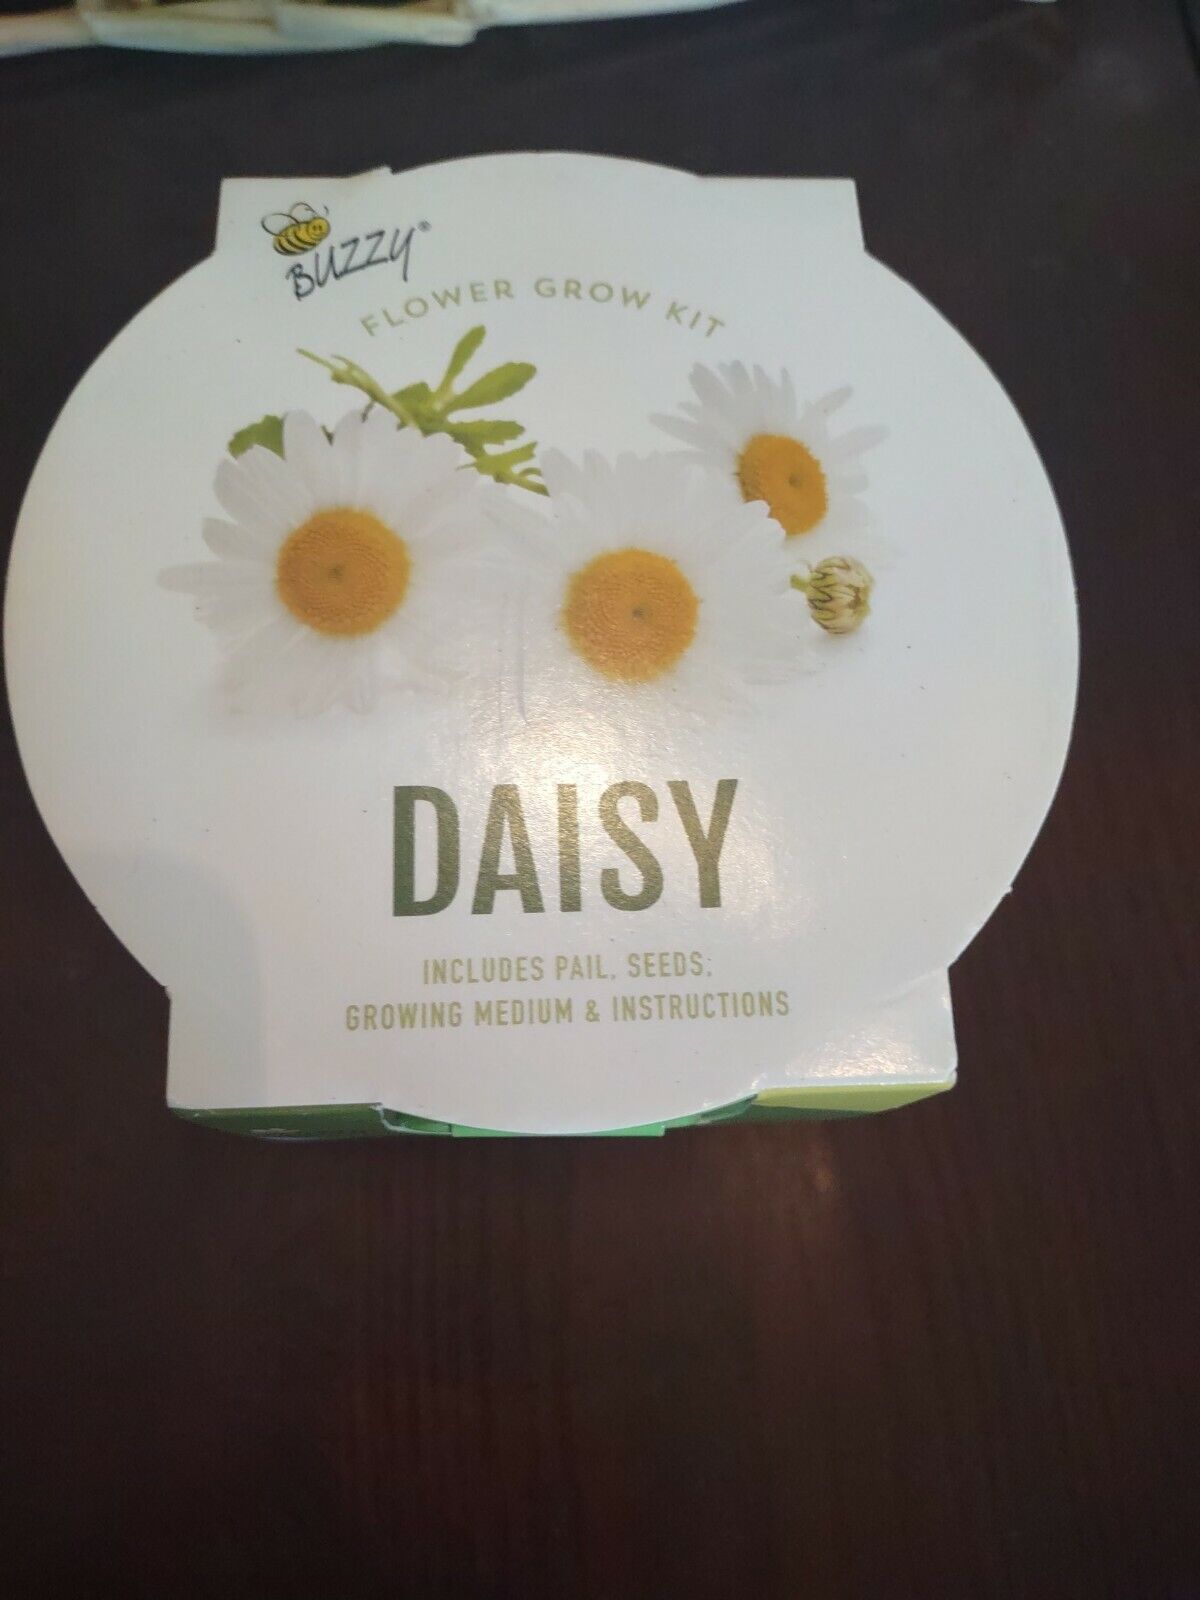 BUZZY®
FLOWER GROW KIT
DAISY
INCLUDES PAIL, SEEDS,
GROWING MEDIUM & INSTRUCTIONS